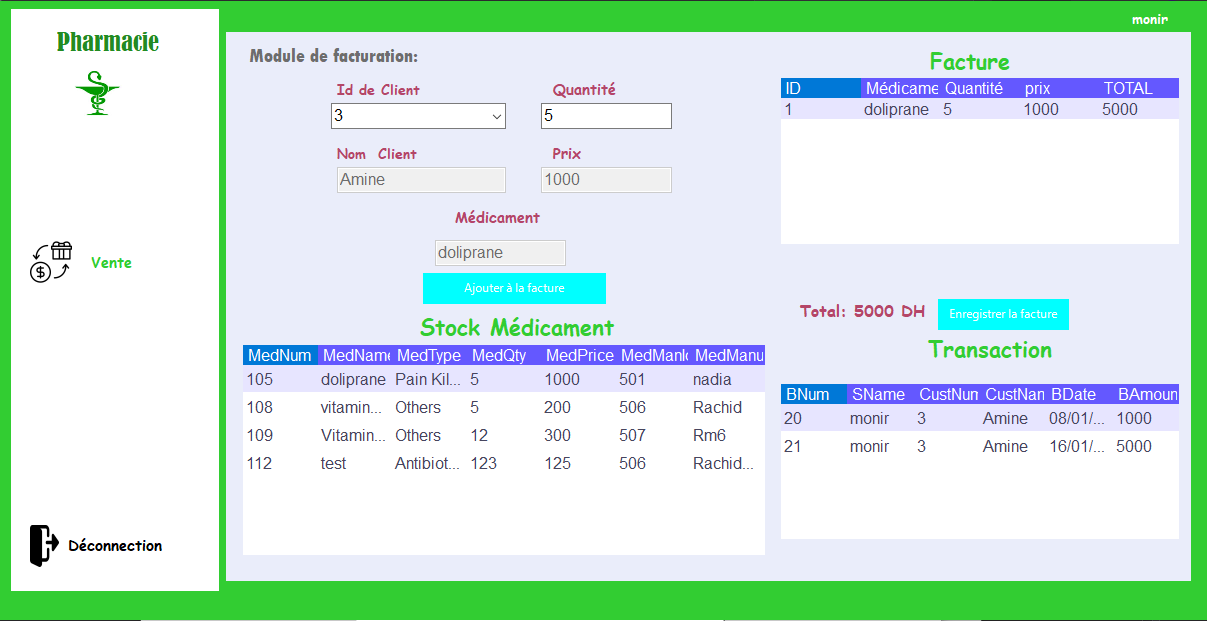 monir
Pharmacie
Vente
Déconnection
Module de facturation:
Id de Client Quantité
3 5
Nom Client Prix
Amine 1000
Médicament
doliprane
Ajouter à la facture
Stock Médicament
MedNum MedName MedType MedQty MedPrice MedManId MedManu
105 doliprane Pain Kil... 5 1000 501 nadia
108 vitamin... Others 5 200 506 Rachid
109 Vitamin... Others 12 300 507 Rm6
112 test Antibiot... 123 125 506 Rachid...
Facture
ID Médicame Quantité prix TOTAL
1 doliprane 5 1000 5000
Total: 5000 DH Enregistrer la facture
Transaction
BNum SName CustNum CustNam BDate BAmoun
20 monir 3 Amine 08/01/... 1000
21 monir 3 Amine 16/01/... 5000